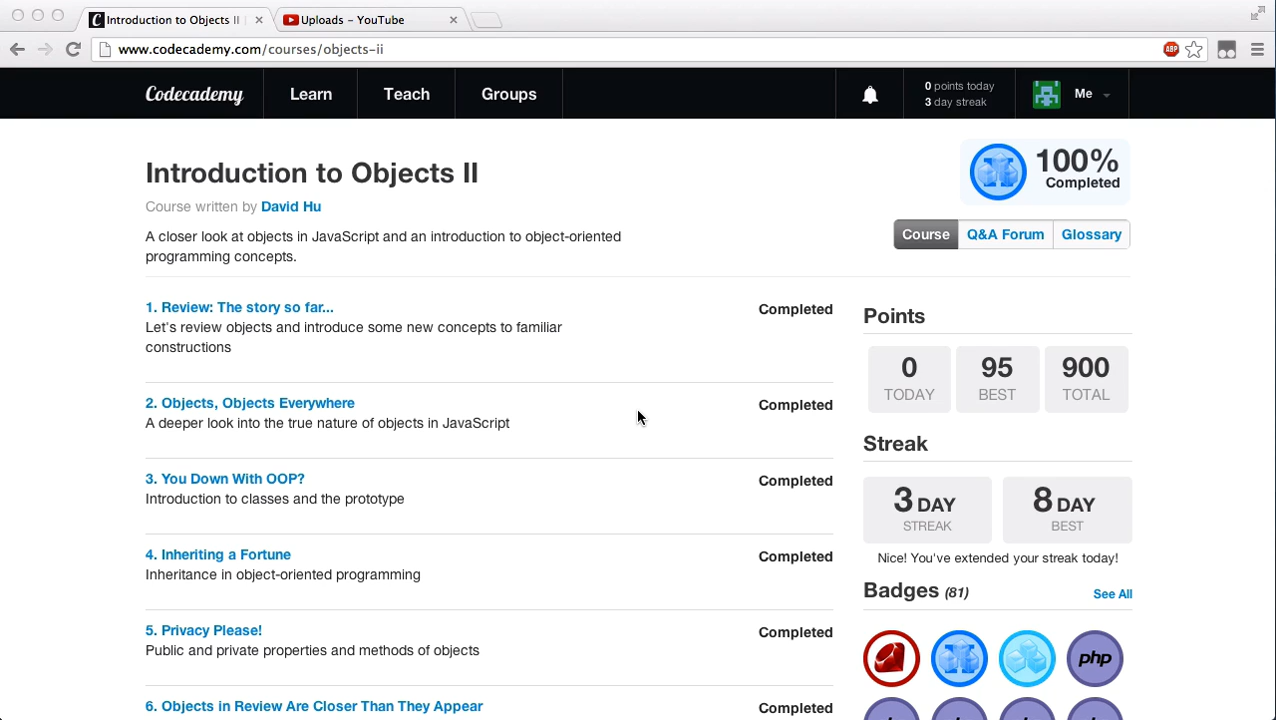 Introduction to Objects II
Uploads - YouTube
www.codecademy.com/courses/objects-ii
ABP
Codecademy
Learn
Teach
Groups
0 points today
3 day streak
Me
Introduction to Objects II
Course written by David Hu
A closer look at objects in JavaScript and an introduction to object-oriented
programming concepts.
100%
Completed
Course
Q&A Forum
Glossary
1. Review: The story so far...
Completed
Let's review objects and introduce some new concepts to familiar
constructions
2. Objects, Objects Everywhere
Completed
A deeper look into the true nature of objects in JavaScript
3. You Down With OOP?
Completed
Introduction to classes and the prototype
4. Inheriting a Fortune
Completed
Inheritance in object-oriented programming
5. Privacy Please!
Completed
Public and private properties and methods of objects
6. Objects in Review Are Closer Than They Appear
Completed
Points
0 95 900
TODAY BEST TOTAL
Streak
3 DAY 8 DAY
STREAK BEST
Nice! You've extended your streak today!
Badges (81)
See All
php